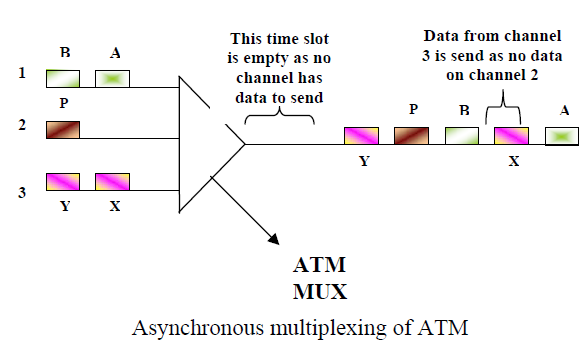 This time slot
is empty as no
channel has
data to send
Data from channel
3 is send as no data
on channel 2
B A
1
P
2
3
Y X
P B A
Y X
ATM
MUX
Asynchronous multiplexing of ATM